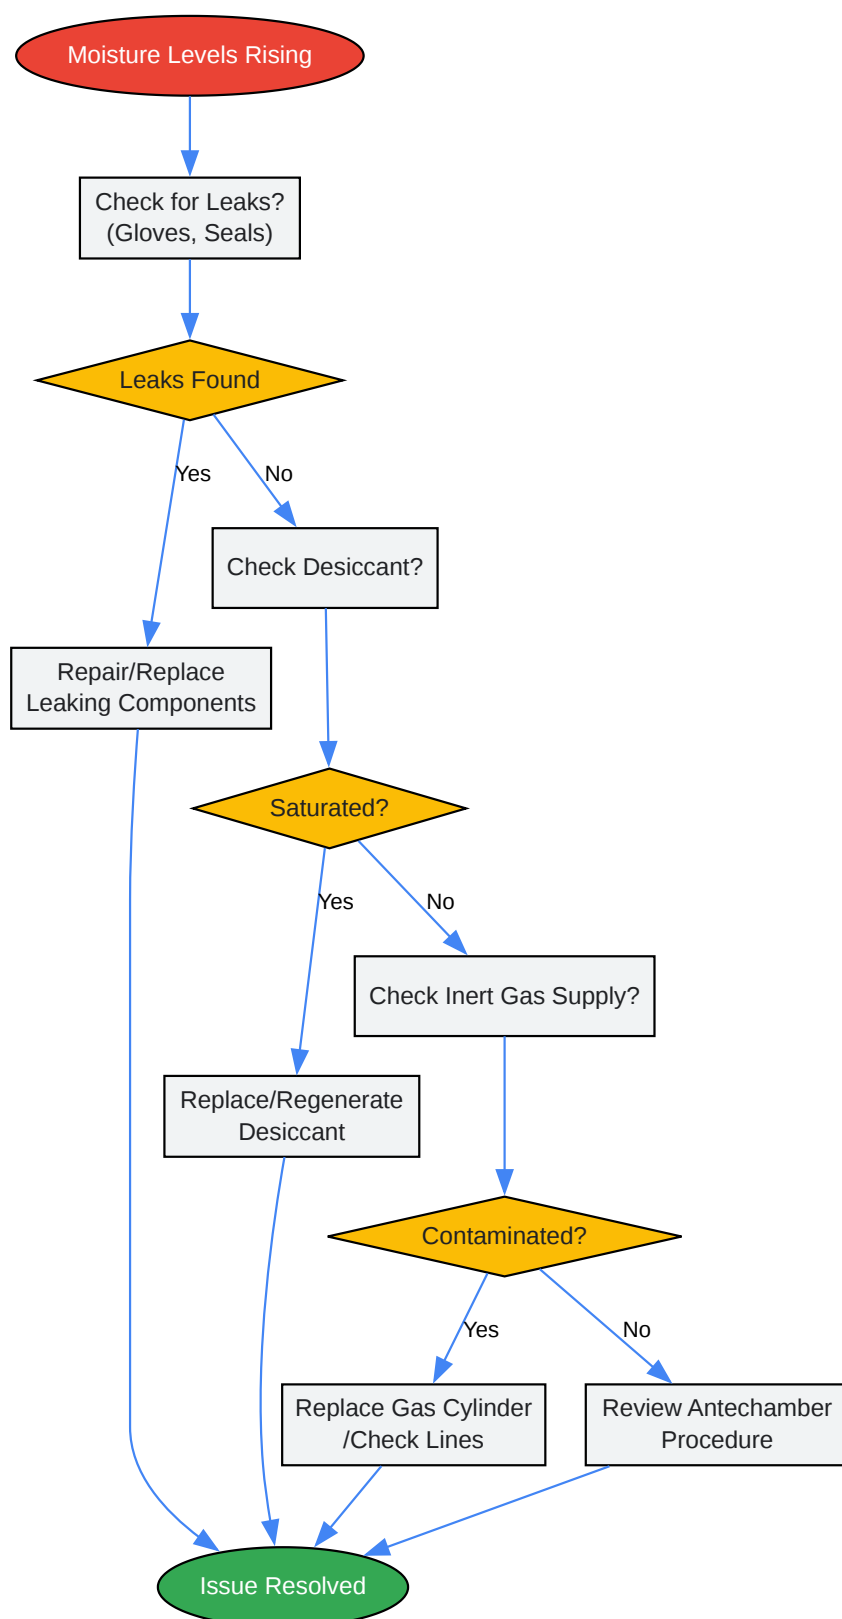 Moisture Levels Rising
Check for Leaks?
(Gloves, Seals)
Leaks Found
Yes
No
Check Desiccant?
Repair/Replace
Leaking Components
Saturated?
Yes
No
Check Inert Gas Supply?
Replace/Regenerate
Desiccant
Contaminated?
Yes
No
Replace Gas Cylinder
/Check Lines
Review Antechamber
Procedure
Issue Resolved